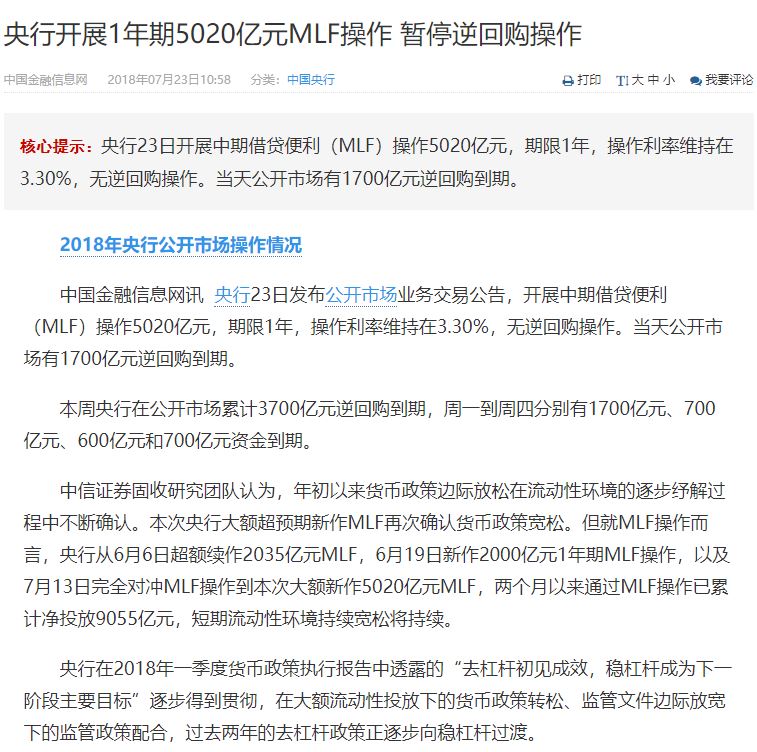 央行开展1年期5020亿元MLF操作 暂停逆回购操作
中国金融信息网 2018年07月23日10:58 分类：中国央行 打印 TI 大 中 小 我要评论
核心提示：央行23日开展中期借贷便利（MLF）操作5020亿元，期限1年，操作利率维持在
3.30%，无逆回购操作。当天公开市场有1700亿元逆回购到期。
2018年央行公开市场操作情况
中国金融信息网讯 央行23日发布公开市场业务交易公告，开展中期借贷便利
（MLF）操作5020亿元，期限1年，操作利率维持在3.30%，无逆回购操作。当天公开市
场有1700亿元逆回购到期。
本周央行在公开市场累计3700亿元逆回购到期，周一到周四分别有1700亿元、700
亿元、600亿元和700亿元资金到期。
中信证券固收研究团队认为，年初以来货币政策边际放松在流动性环境的逐步纾解过
程中不断确认。本次央行大额超预期新作MLF再次确认货币政策宽松。但就MLF操作而
言，央行从6月6日超额续作2035亿元MLF，6月19日新作2000亿元1年期MLF操作，以及
7月13日完全对冲MLF操作到本次大额新作5020亿元MLF，两个月以来通过MLF操作已累
计净投放9055亿元，短期流动性环境持续宽松将持续。
央行在2018年一季度货币政策执行报告中透露的“去杠杆初见成效，稳杠杆成为下一
阶段主要目标”逐步得到贯彻，在大额流动性投放下的货币政策转松、监管文件边际放宽
下的监管政策配合，过去两年的去杠杆政策正逐步向稳杠杆过渡。